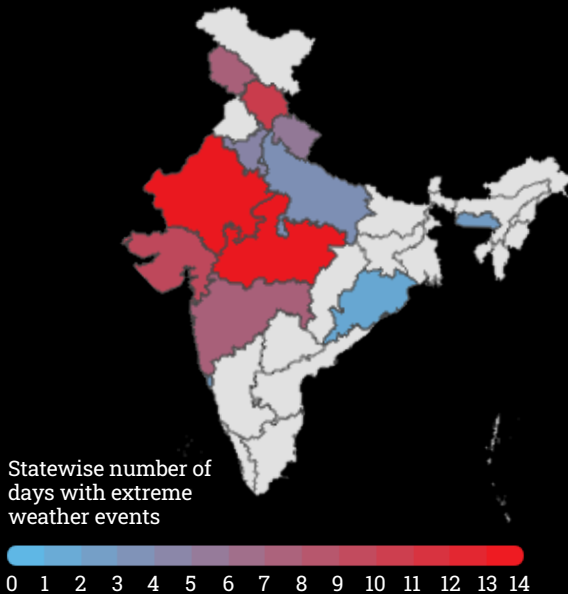 Statewise number of
days with extreme
weather events
0 1 2 3 4 5 6 7 8 9 10 11 12 13 14